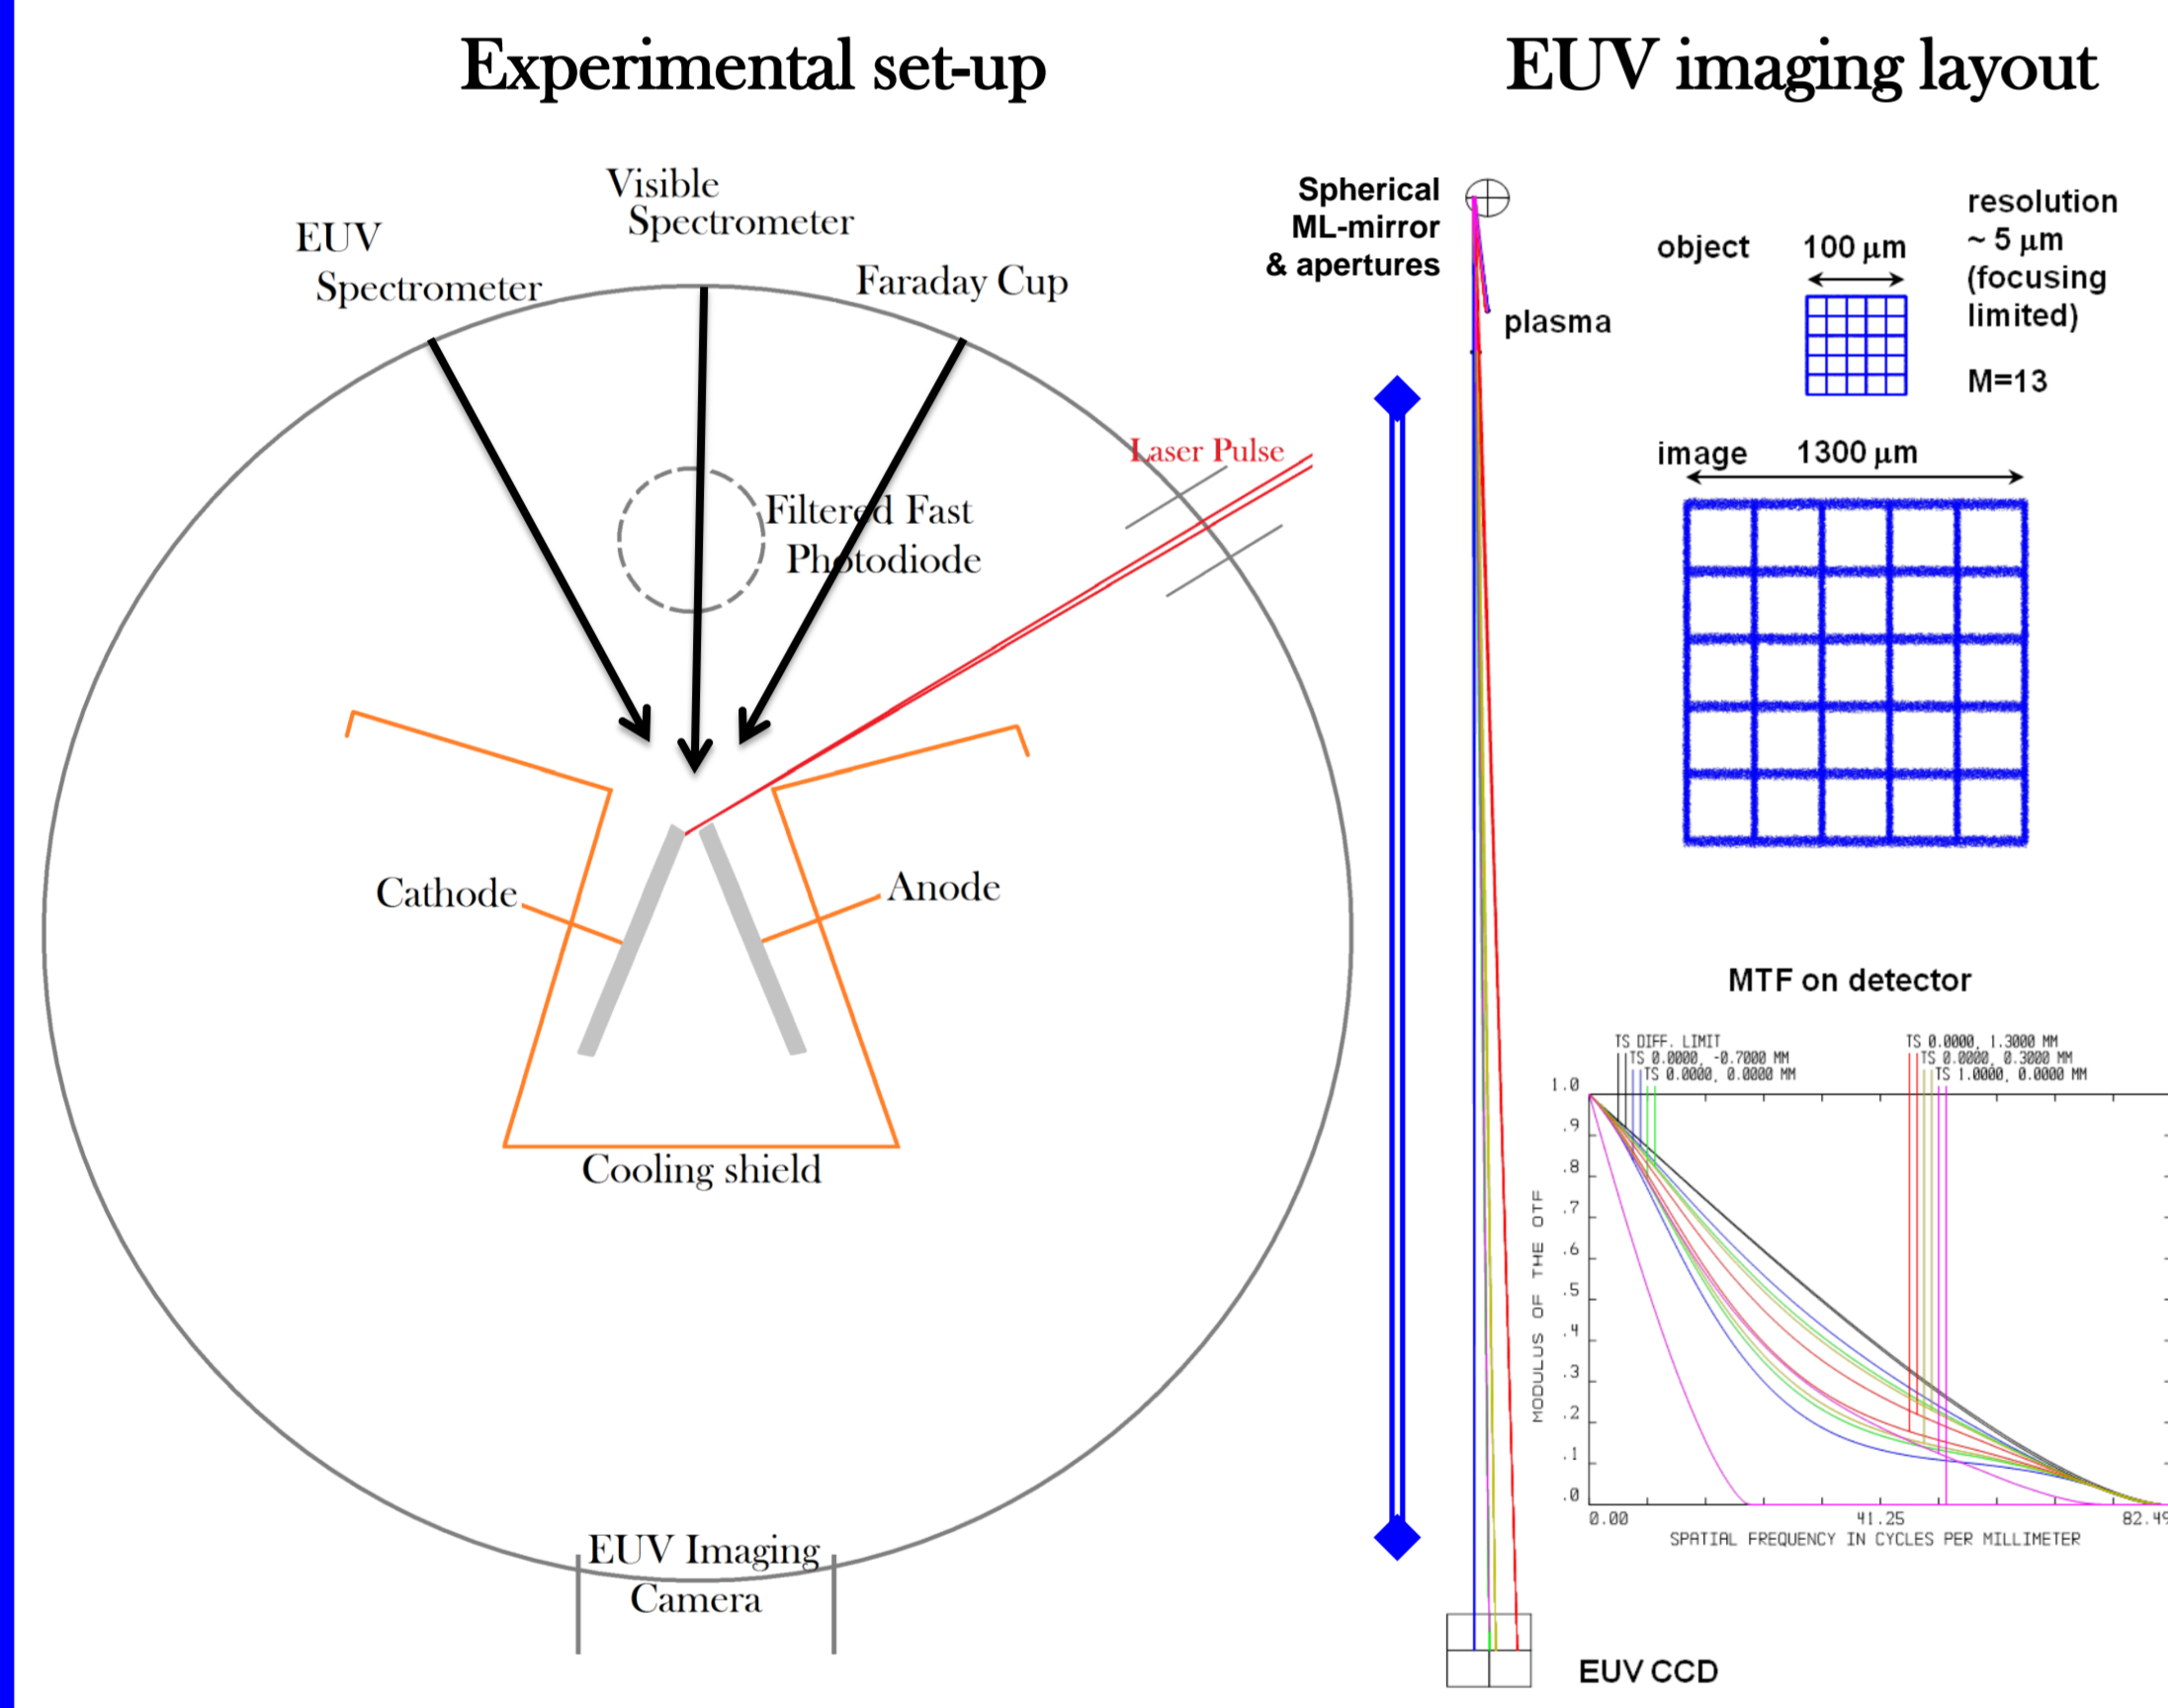 Experimental set-up
EUV
Spectrometer
Visible
Spectrometer
Faraday Cup
Laser Pulse
Filtered Fast
Photodiode
Cathode
Anode
Cooling shield
EUV Imaging
Camera
EUV imaging layout
Spherical
ML-mirror
& apertures
plasma
object
100 µm
resolution
~ 5 µm
(focusing
limited)
M=13
image
1300 µm
MTF on detector
TS DIFF. LIMIT
TS 0.0000, -0.7000 MM
TS 0.0000, 0.0000 MM
TS 0.0000, 1.3000 MM
TS 0.0000, 0.3000 MM
TS 1.0000, 0.0000 MM
1.0
.9
.8
.7
.6
.5
.4
.3
.2
.1
.0
MODULUS OF THE OTF
0.00
41.25
82.49
SPATIAL FREQUENCY IN CYCLES PER MILLIMETER
EUV CCD